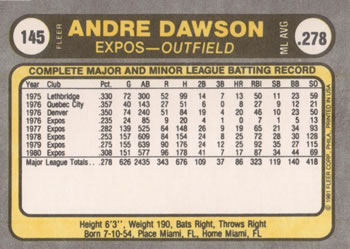 145
FLEER
ANDRE DAWSON
EXPOS—OUTFIELD
ML AVG
.278
COMPLETE MAJOR AND MINOR LEAGUE BATTING RECORD
Year Club Pct. G AB R H 2B 3B HR RBI SB BB SO
1975 Lethbridge .330 72 300 52 99 14 7 13 50 11 23 59
1976 Quebec City .357 40 143 27 51 6 0 8 27 9 12 21
1976 Denver .350 74 240 51 84 19 4 20 46 10 23 50
1976 Expos .235 24 85 9 20 4 1 0 7 1 5 13
1977 Expos .282 139 525 64 148 26 9 19 65 21 34 93
1978 Expos .253 157 609 84 154 24 8 25 72 28 30 128
1979 Expos .275 155 639 90 176 24 12 25 92 35 27 115
1980 Expos .308 151 577 96 178 41 7 17 87 34 44 69
Major League Totals .278 626 2435 343 676 109 37 86 323 119 140 418
Height 6'3", Weight 190, Bats Right, Throws Right
Born 7-10-54, Place Miami, FL, Home Miami, FL
© 1981 FLEER CORP. PHILA. PRINTED IN USA